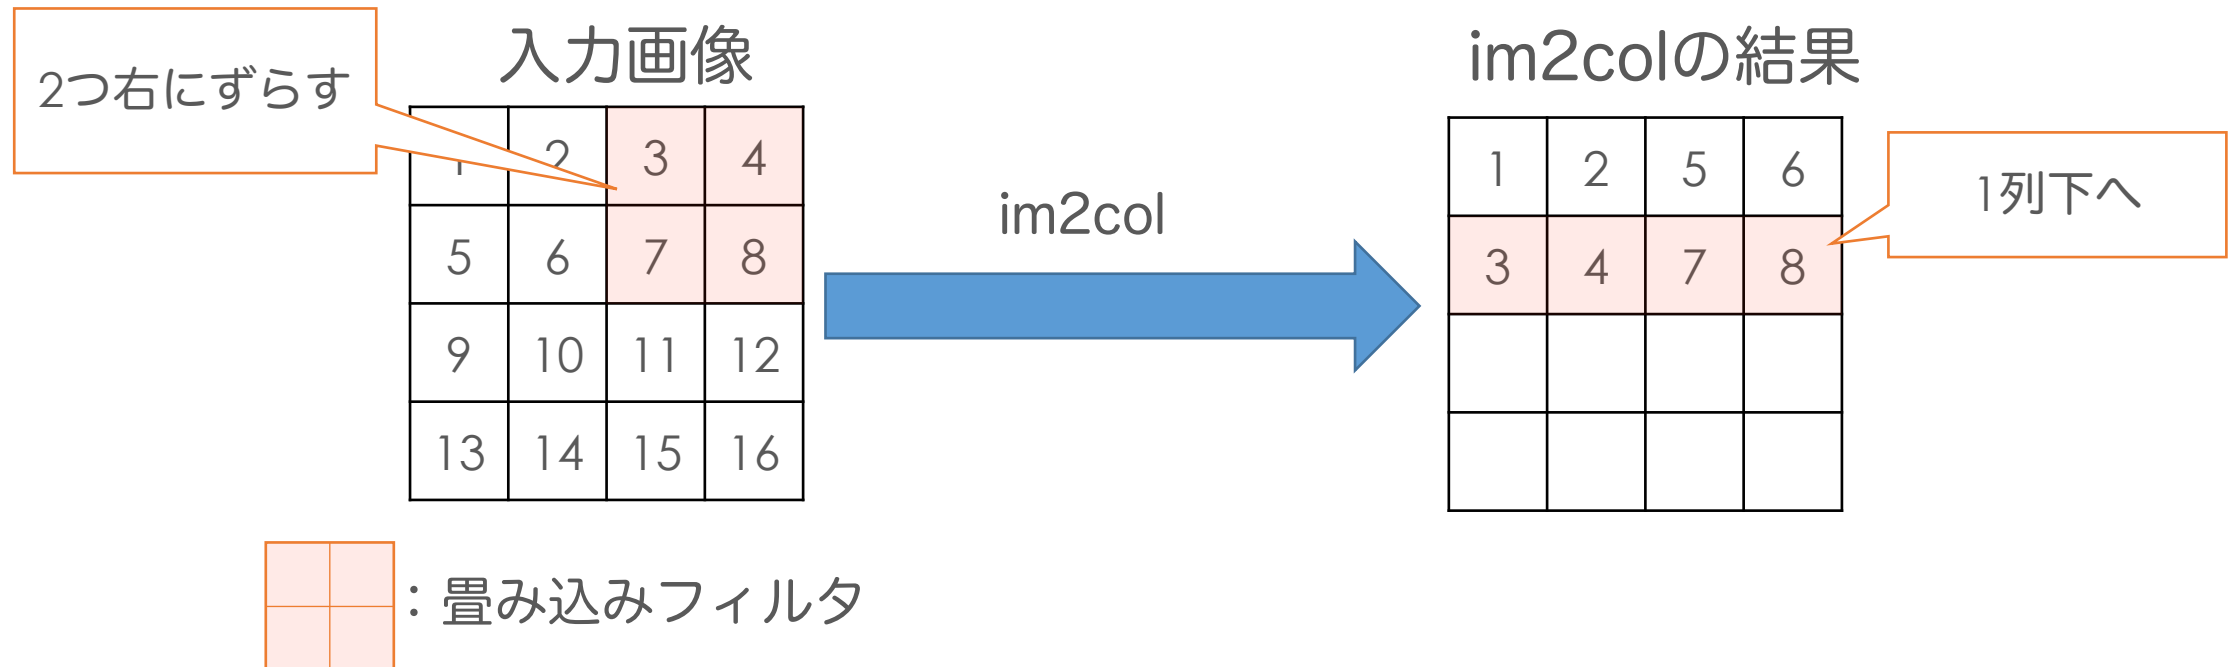 2つ右にずらす
入力画像
im2colの結果
1 2 3 4
5 6 7 8
9 10 11 12
13 14 15 16
im2col
1 2 5 6
3 4 7 8
1列下へ
：畳み込みフィルタ